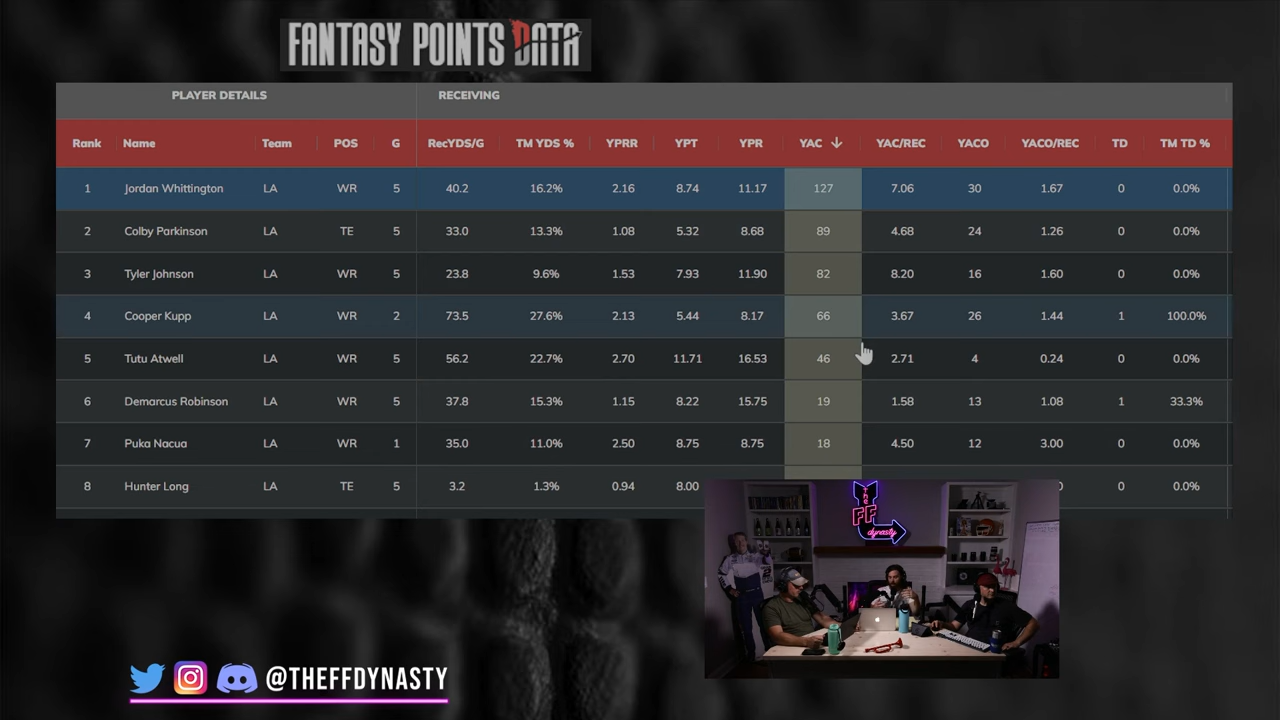 FANTASY POINTS DATA
PLAYER DETAILS RECEIVING
Rank Name Team POS G RecYDS/G TM YDS % YPRR YPT YPR YAC YAC/REC YACO YACO/REC TD TM TD %
1 Jordan Whittington LA WR 5 40.2 16.2% 2.16 8.74 11.17 127 7.06 30 1.67 0 0.0%
2 Colby Parkinson LA TE 5 33.0 13.3% 1.08 5.32 8.68 89 4.68 24 1.26 0 0.0%
3 Tyler Johnson LA WR 5 23.8 9.6% 1.53 7.93 11.90 82 8.20 16 1.60 0 0.0%
4 Cooper Kupp LA WR 2 73.5 27.6% 2.13 5.44 8.17 66 3.67 26 1.44 1 100.0%
5 Tutu Atwell LA WR 5 56.2 22.7% 2.70 11.71 16.53 46 2.71 4 0.24 0 0.0%
6 Demarcus Robinson LA WR 5 37.8 15.3% 1.15 8.22 15.75 19 1.58 13 1.08 1 33.3%
7 Puka Nacua LA WR 1 35.0 11.0% 2.50 8.75 8.75 18 4.50 12 3.00 0 0.0%
8 Hunter Long LA TE 5 3.2 1.3% 0.94 8.00 0 0.0%
The
FF
dynasty
@THEFFDYNASTY